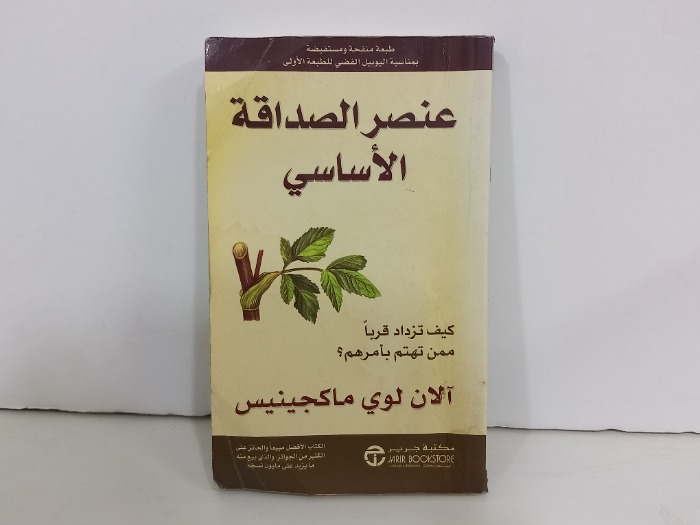 طبعة منقحة ومستفيضة
بمناسبة اليوبيل الفضي للطبعة الأولى
عنصر الصداقة
الأساسي
كيف تزداد قرباً
ممن تهتم بأمرهم؟
آلان لوي ماكجينيس
الكتاب الأفضل مبيعا والحائز على
الكثير من الجوائز، والذي بيع منه
ما يزيد على مليون نسخة
مكتبة جرير
JARIR BOOKSTORE